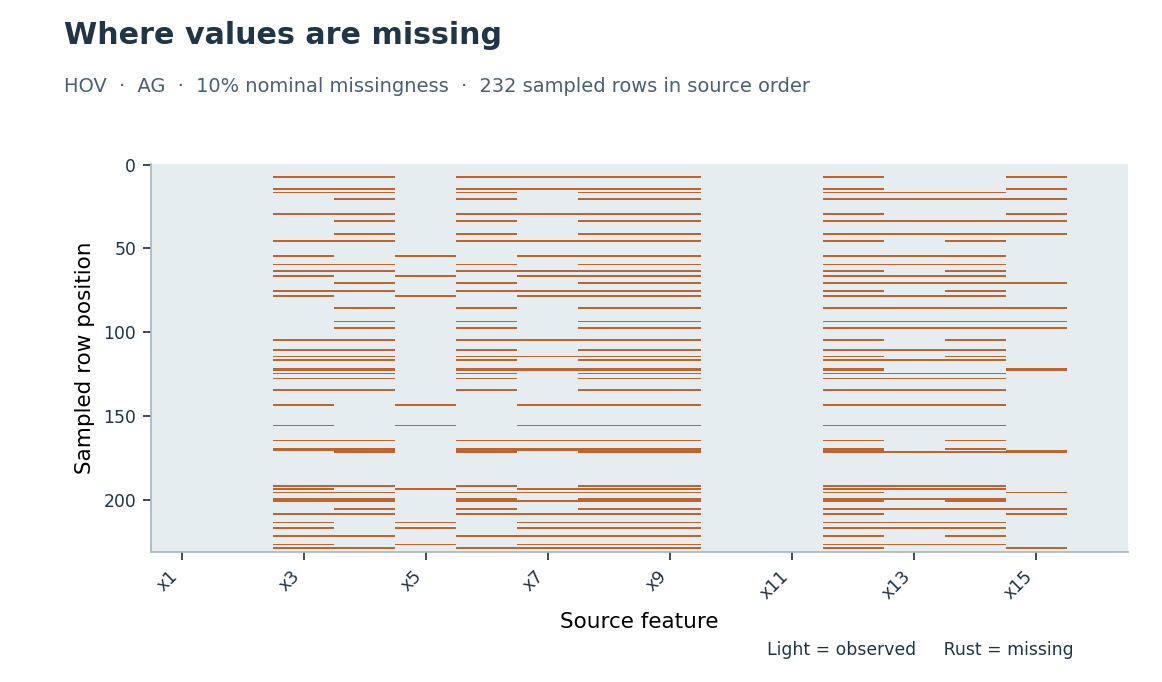 Where values are missing
HOV · AG · 10% nominal missingness · 232 sampled rows in source order
0
50
100
150
200
Sampled row position
x1 x3 x5 x7 x9 x11 x13 x15
Source feature
Light = observed Rust = missing